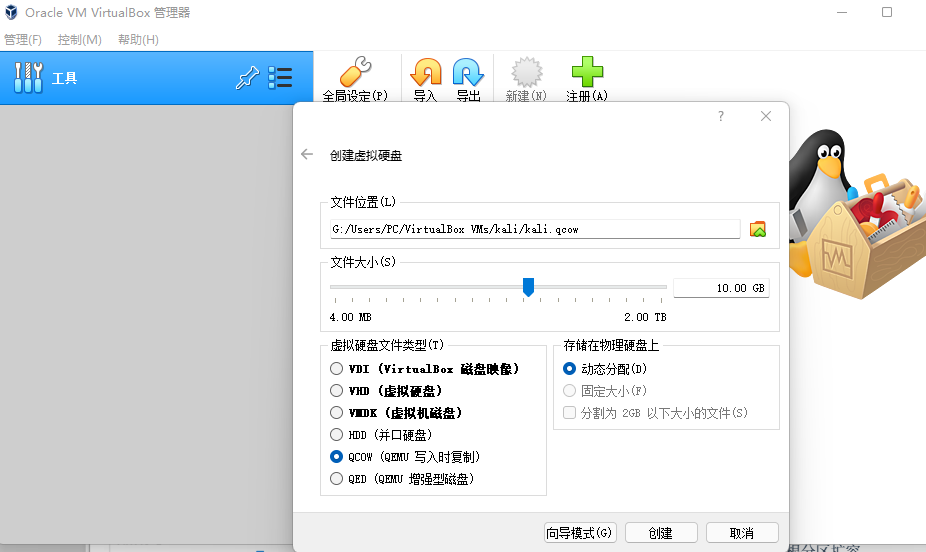 Oracle VM VirtualBox 管理器
管理(F) 控制(M) 帮助(H)
工具
全局设定(P) 导入 导出 新建(N) 注册(A)
?
创建虚拟硬盘
文件位置(L)
G:/Users/PC/VirtualBox VMs/kali/kali.qcow
文件大小(S)
10.00 GB
4.00 MB 2.00 TB
虚拟硬盘文件类型(T)
VDI (VirtualBox 磁盘映像)
VHD (虚拟硬盘)
VMDK (虚拟机磁盘)
HDD (并口硬盘)
QCOW (QEMU 写入时复制)
QED (QEMU 增强型磁盘)
存储在物理硬盘上
动态分配(D)
固定大小(F)
分割为 2GB 以下大小的文件(S)
向导模式(G) 创建 取消